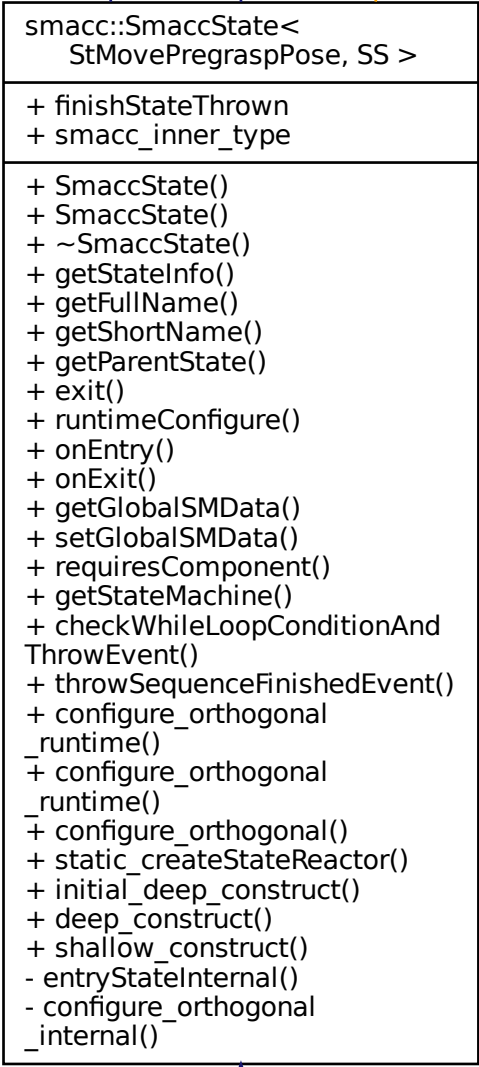 smacc::SmaccState<
StMovePregraspPose, SS >
+ finishStateThrown
+ smacc_inner_type
+ SmaccState()
+ SmaccState()
+ ~SmaccState()
+ getStateInfo()
+ getFullName()
+ getShortName()
+ getParentState()
+ exit()
+ runtimeConfigure()
+ onEntry()
+ onExit()
+ getGlobalSMData()
+ setGlobalSMData()
+ requiresComponent()
+ getStateMachine()
+ checkWhileLoopConditionAnd
ThrowEvent()
+ throwSequenceFinishedEvent()
+ configure_orthogonal
_runtime()
+ configure_orthogonal
_runtime()
+ configure_orthogonal()
+ static_createStateReactor()
+ initial_deep_construct()
+ deep_construct()
+ shallow_construct()
- entryStateInternal()
- configure_orthogonal
_internal()